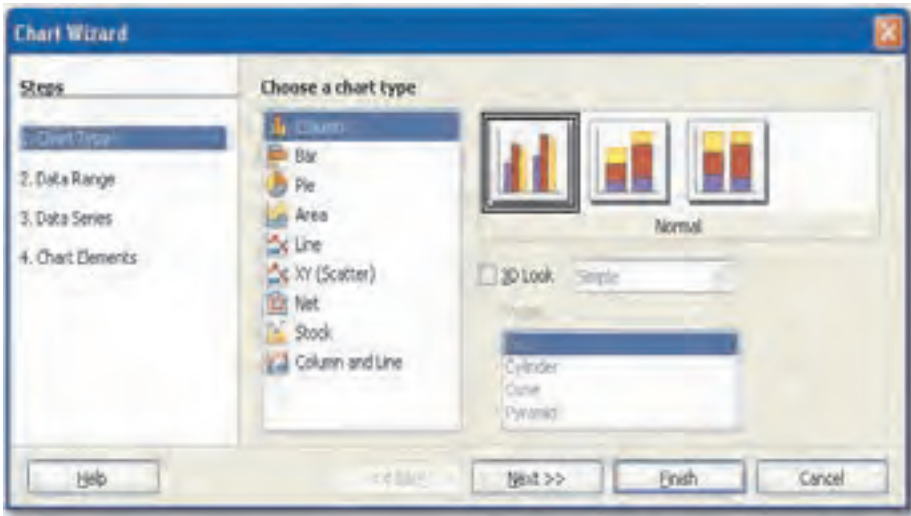 Chart Wizard
Steps
1. Chart Type
2. Data Range
3. Data Series
4. Chart Elements
Choose a chart type
Column
Bar
Pie
Area
Line
XY (Scatter)
Net
Stock
Column and Line
Normal
3D Look
Simple
Cylinder
Cone
Pyramid
Help
<< Back
Next >>
Finish
Cancel